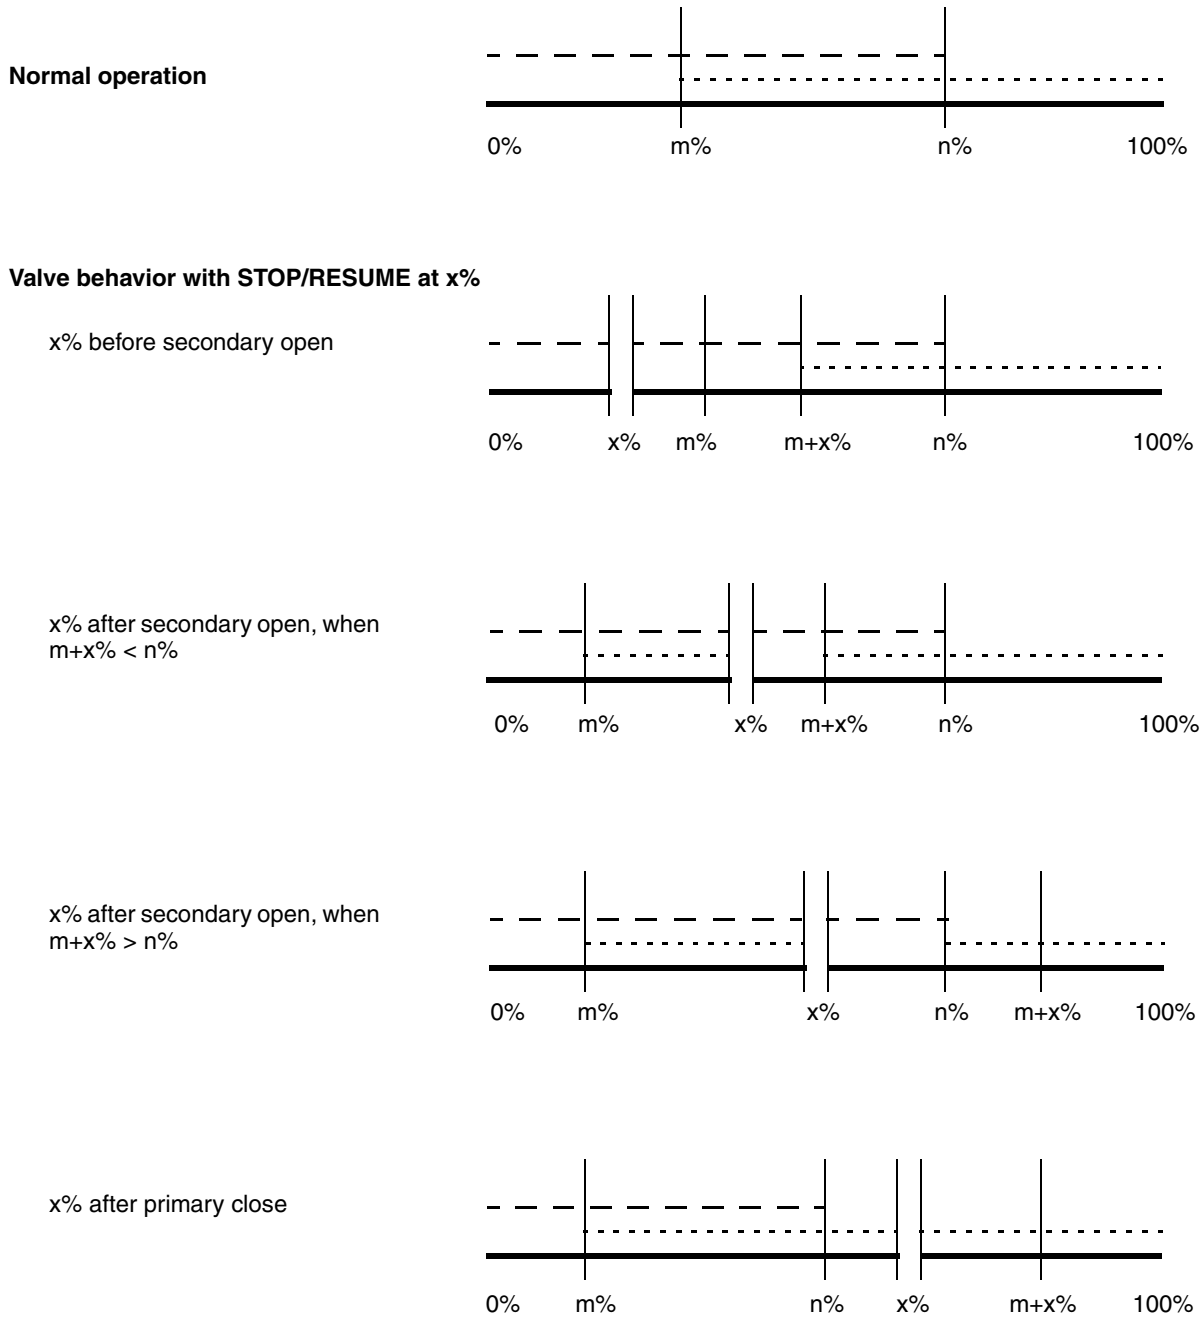 Normal operation
0% m% n% 100%
Valve behavior with STOP/RESUME at x%
x% before secondary open
0% x% m% m+x% n% 100%
x% after secondary open, when
m+x% < n%
0% m% x% m+x% n% 100%
x% after secondary open, when
m+x% > n%
0% m% x% n% m+x% 100%
x% after primary close
0% m% n% x% m+x% 100%